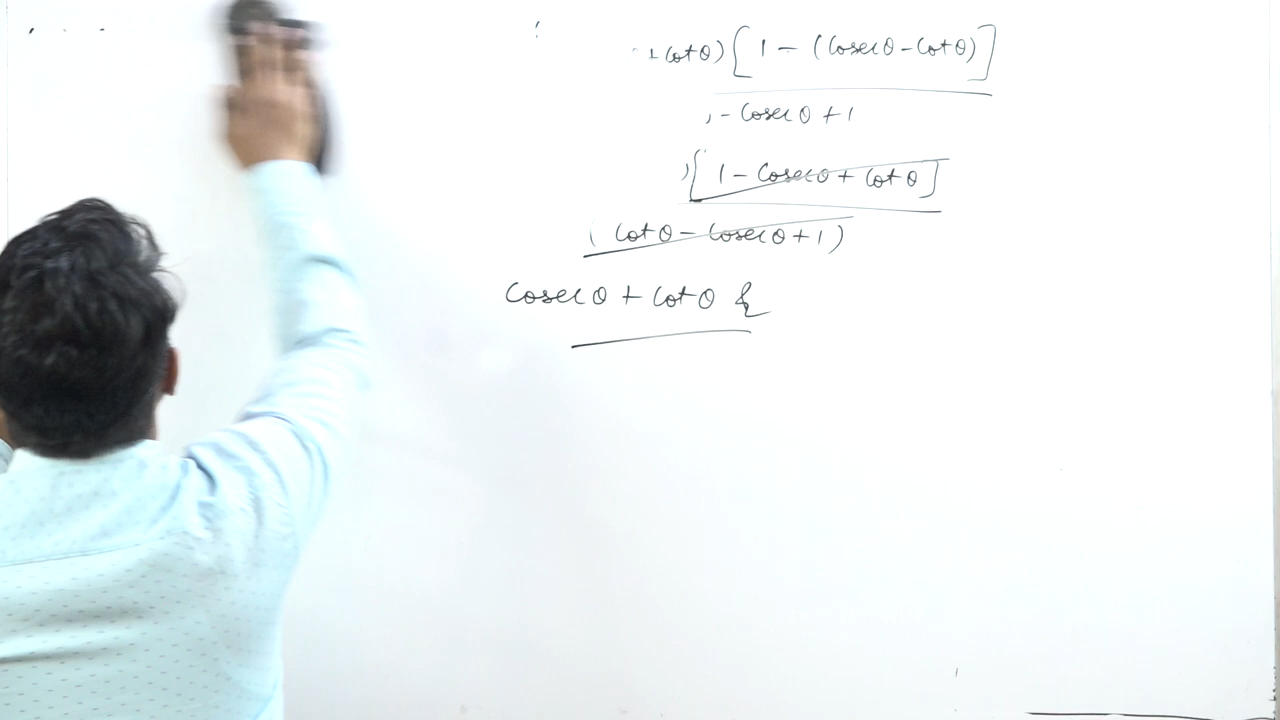 + cot θ) [ 1 - (cosec θ - cot θ) ]
- cosec θ + 1
) [ 1 - cosec θ + cot θ ]
( cot θ - cosec θ + 1 )
cosec θ + cot θ